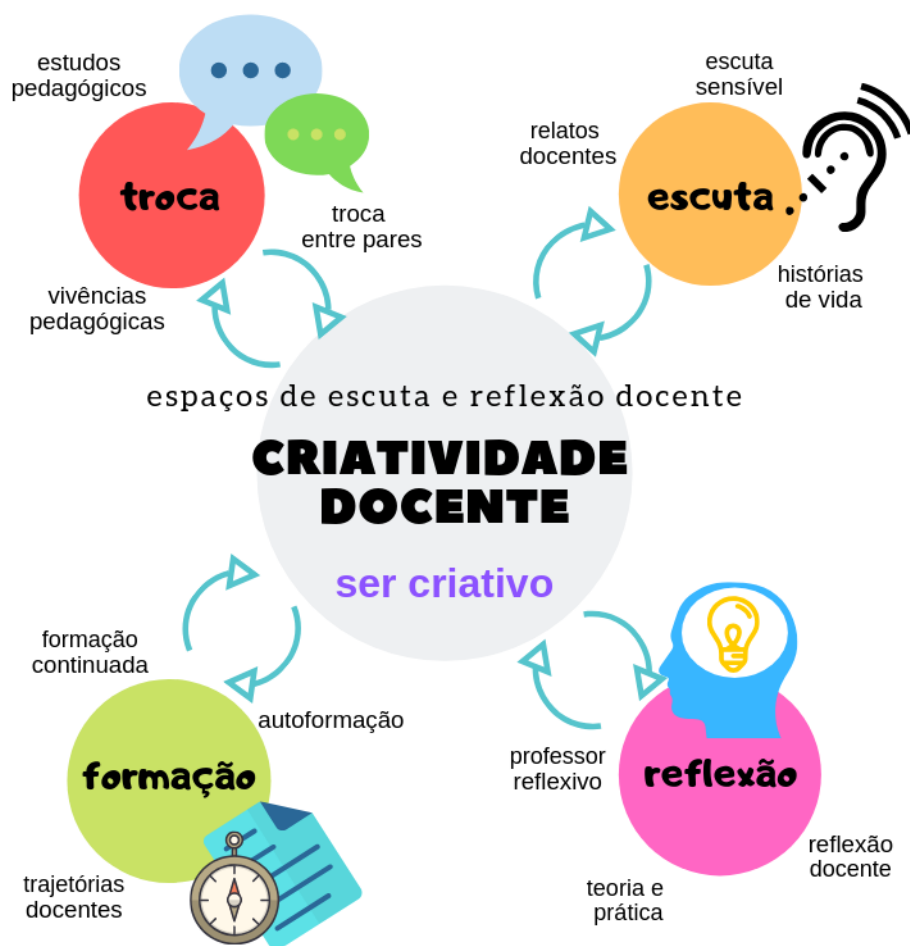 estudos
pedagógicos
troca
troca
entre pares
vivências
pedagógicas
escuta
sensível
relatos
docentes
escuta
histórias
de vida
espaços de escuta e reflexão docente
CRIATIVIDADE
DOCENTE
ser criativo
formação
continuada
autoformação
formação
trajetórias
docentes
professor
reflexivo
reflexão
reflexão
docente
teoria e
prática